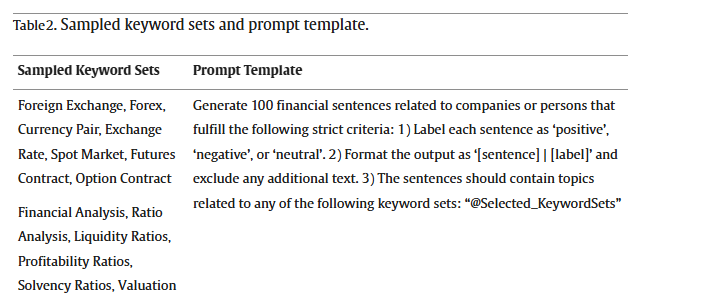 Table2. Sampled keyword sets and prompt template.
Sampled Keyword Sets
Prompt Template
Foreign Exchange, Forex,
Currency Pair, Exchange
Rate, Spot Market, Futures
Contract, Option Contract
Financial Analysis, Ratio
Analysis, Liquidity Ratios,
Profitability Ratios,
Solvency Ratios, Valuation
Generate 100 financial sentences related to companies or persons that
fulfill the following strict criteria: 1) Label each sentence as ‘positive’,
‘negative’, or ‘neutral’. 2) Format the output as ‘[sentence] | [label]’ and
exclude any additional text. 3) The sentences should contain topics
related to any of the following keyword sets: “@Selected_KeywordSets”